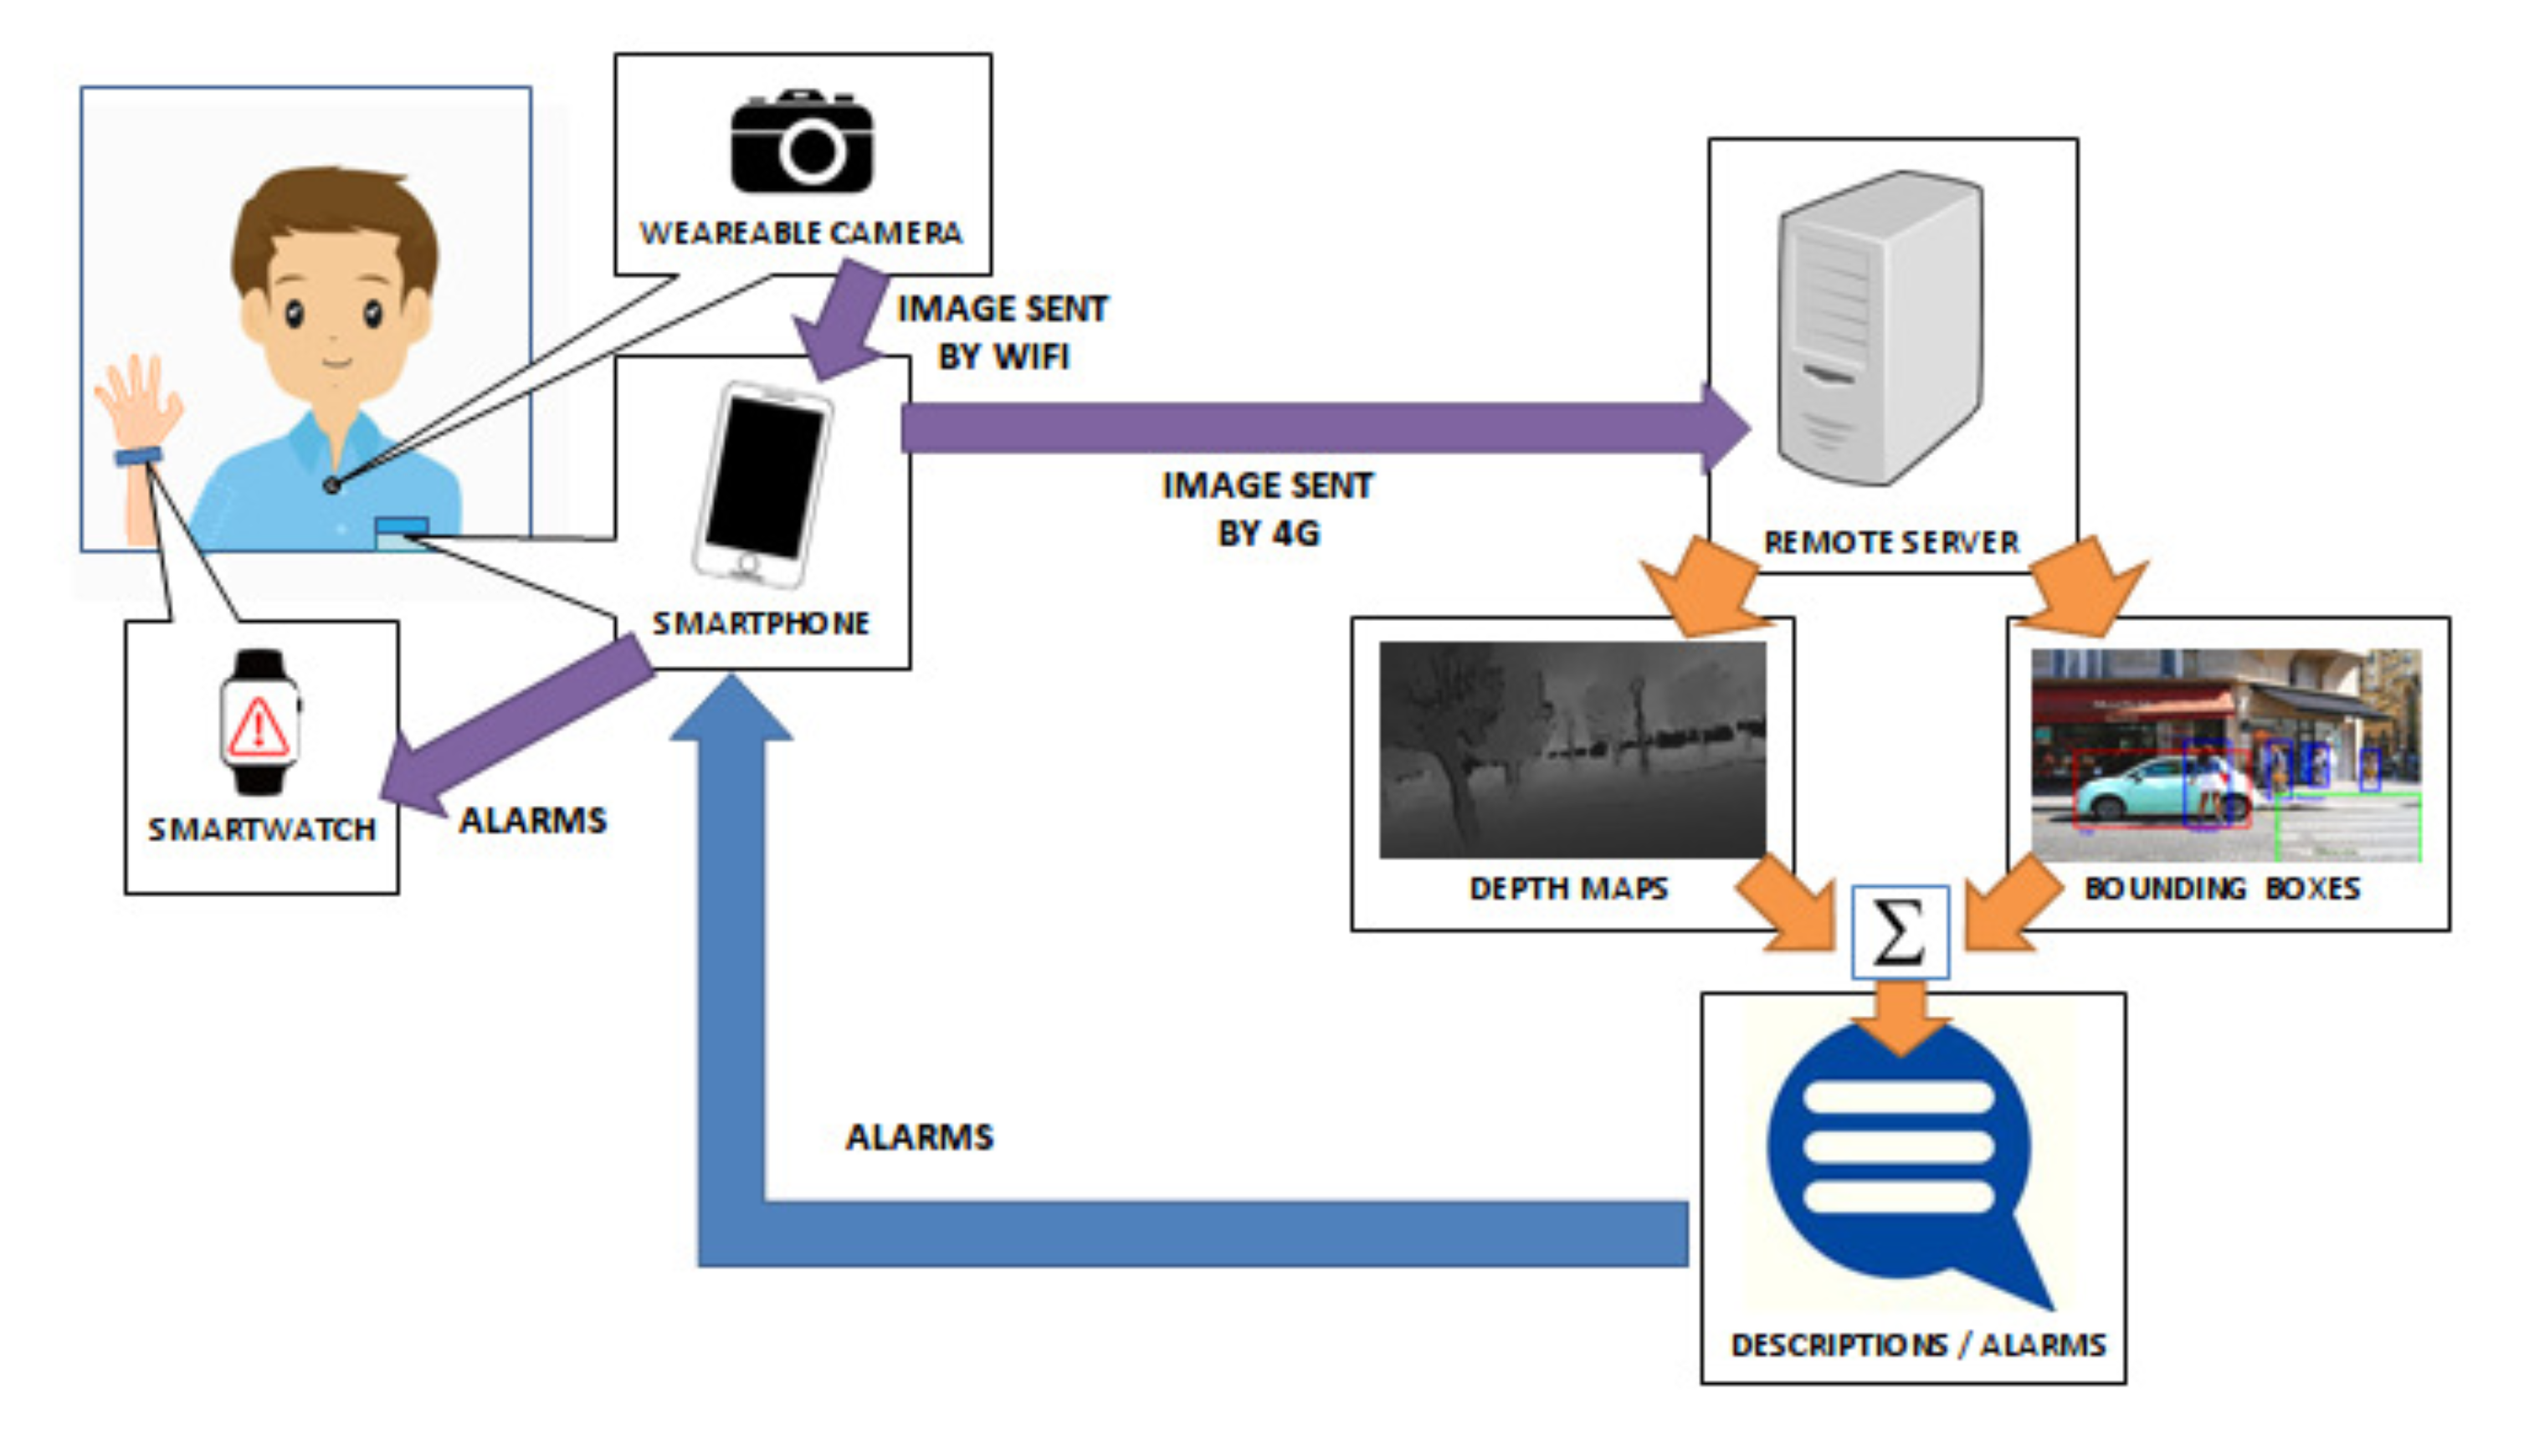 WEAREABLE CAMERA
IMAGE SENT
BY WIFI
IMAGE SENT
BY 4G
REMOTE SERVER
SMARTPHONE
SMARTWATCH
ALARMS
DEPTH MAPS
BOUNDING BOXES
Σ
ALARMS
DESCRIPTIONS / ALARMS